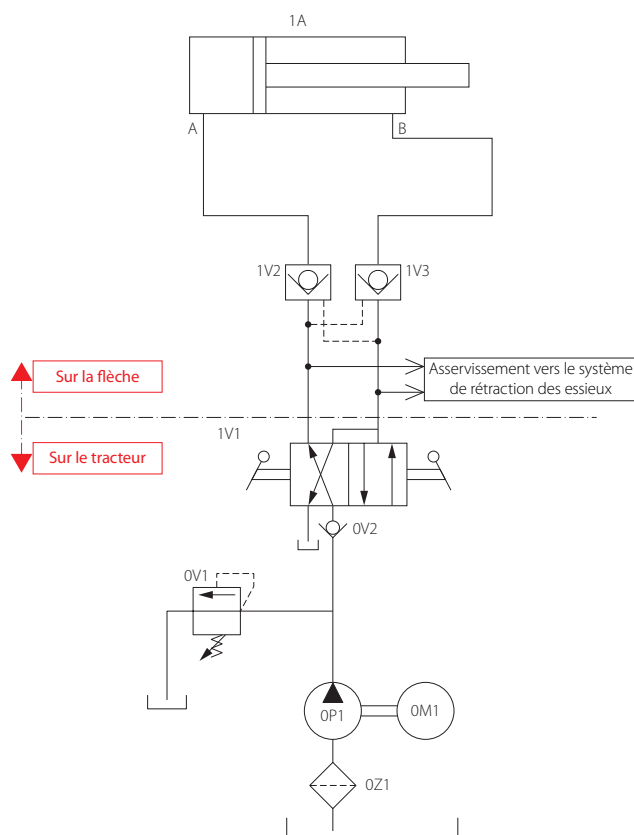 1A
A
B
1V2
1V3
Sur la flèche
Asservissement vers le système
de rétraction des essieux
1V1
Sur le tracteur
0V2
0V1
0P1
0M1
0Z1